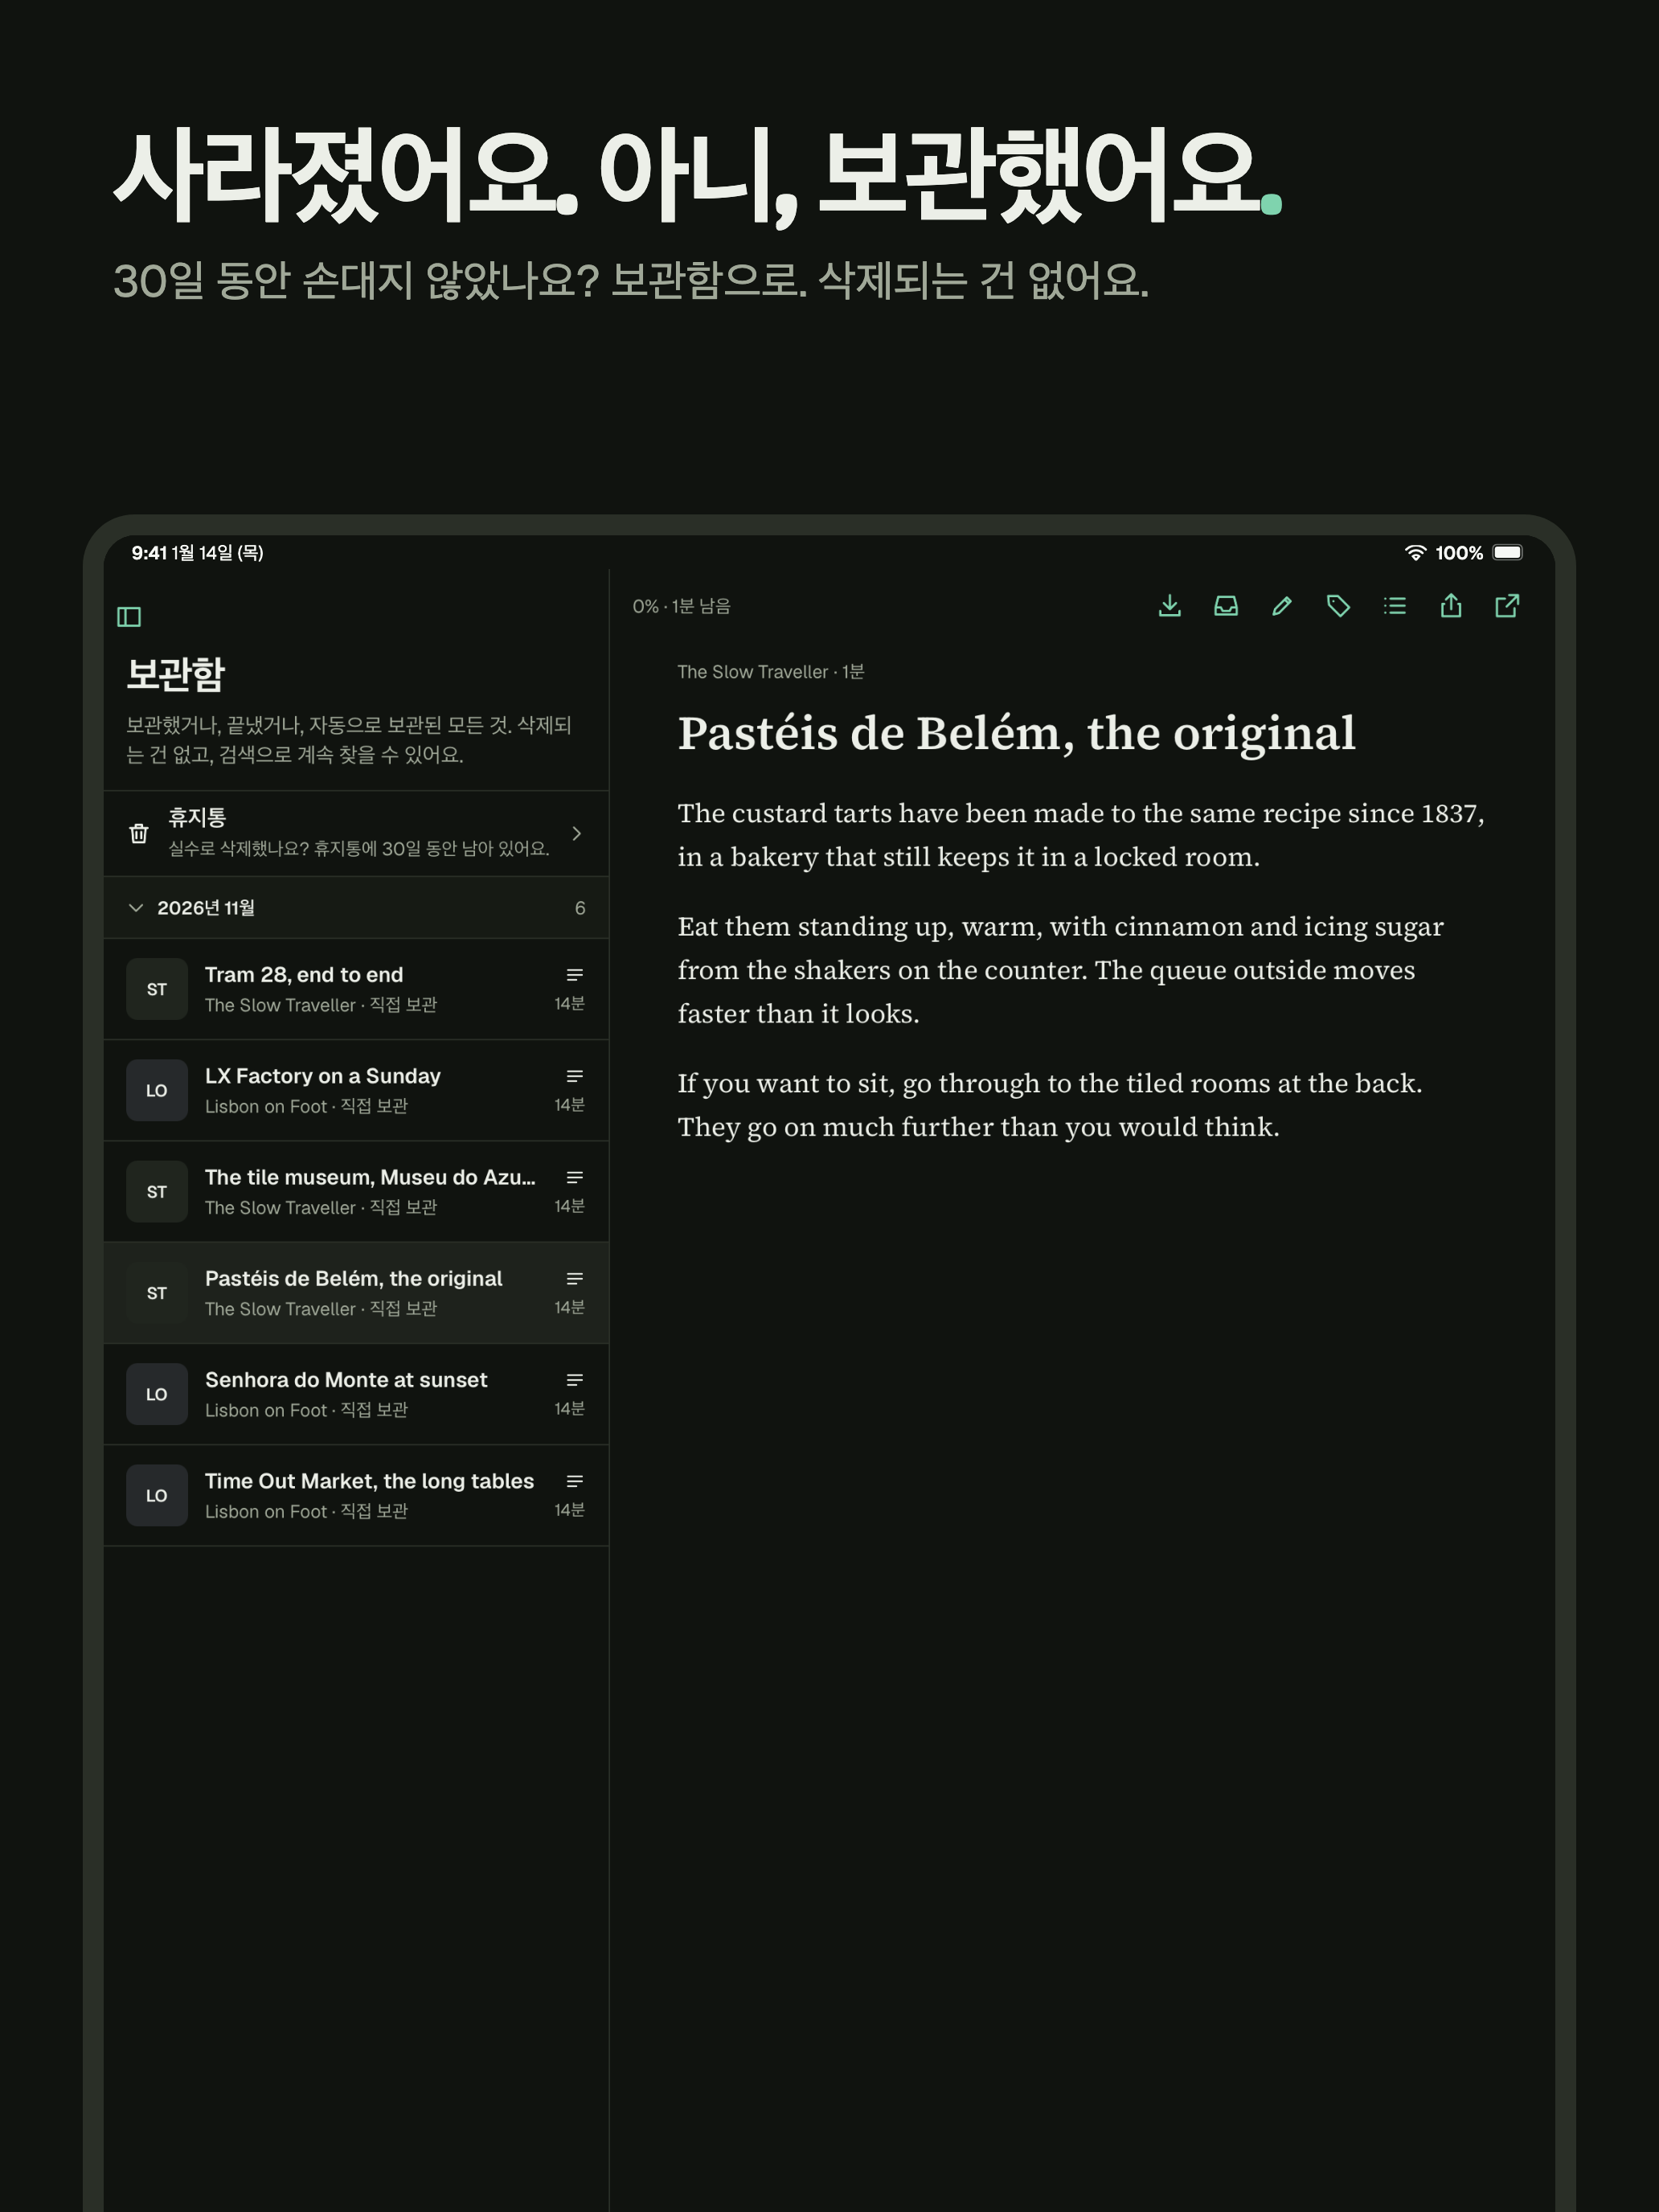 사라졌어요. 아니, 보관했어요.
30일 동안 손대지 않았나요? 보관함으로. 삭제되는 건 없어요.
9:41 1월 14일 (목)
100%
보관함
보관했거나, 끝냈거나, 자동으로 보관된 모든 것. 삭제되
는 건 없고, 검색으로 계속 찾을 수 있어요.
휴지통
실수로 삭제했나요? 휴지통에 30일 동안 남아 있어요.
2026년 11월 6
ST
Tram 28, end to end
The Slow Traveller · 직접 보관
14분
LO
LX Factory on a Sunday
Lisbon on Foot · 직접 보관
14분
ST
The tile museum, Museu do Azu...
The Slow Traveller · 직접 보관
14분
ST
Pastéis de Belém, the original
The Slow Traveller · 직접 보관
14분
LO
Senhora do Monte at sunset
Lisbon on Foot · 직접 보관
14분
LO
Time Out Market, the long tables
Lisbon on Foot · 직접 보관
14분
0% · 1분 남음
The Slow Traveller · 1분
Pastéis de Belém, the original
The custard tarts have been made to the same recipe since 1837,
in a bakery that still keeps it in a locked room.
Eat them standing up, warm, with cinnamon and icing sugar
from the shakers on the counter. The queue outside moves
faster than it looks.
If you want to sit, go through to the tiled rooms at the back.
They go on much further than you would think.